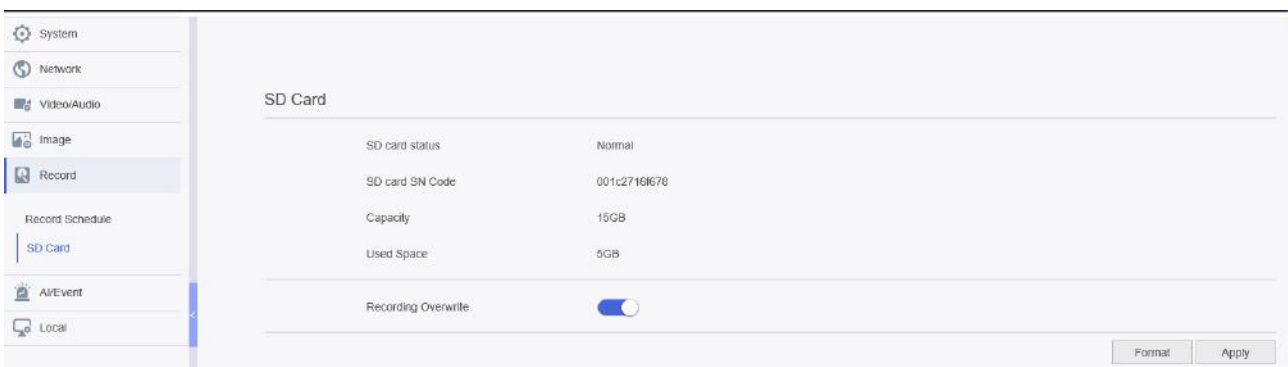 System
Network
Video/Audio
Image
Record
Record Schedule
SD Card
AI/Event
Local
SD Card
SD card status Normal
SD card SN Code 001c2716f678
Capacity 15GB
Used Space 5GB
Recording Overwrite
<
Format Apply